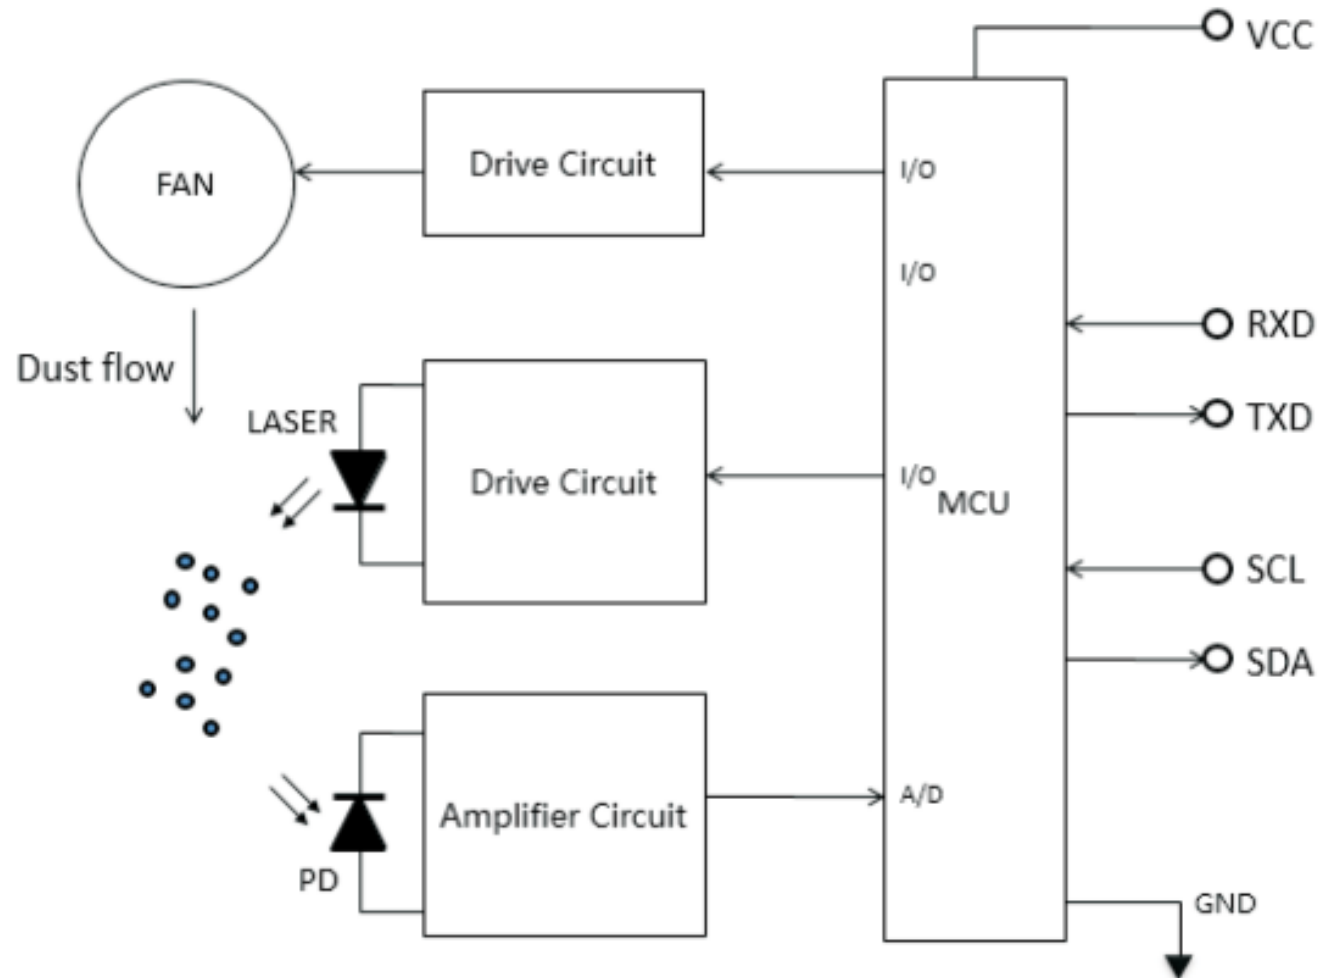 VCC
Drive Circuit
I/O
FAN
I/O
RXD
Dust flow
TXD
LASER
Drive Circuit
I/O
MCU
SCL
SDA
Amplifier Circuit
A/D
PD
GND